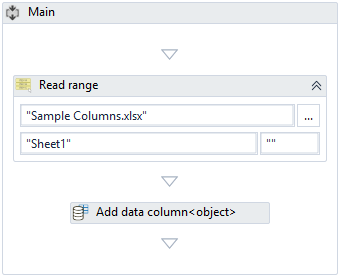 Main
Read range
"Sample Columns.xlsx"
...
"Sheet1"
""
Add data column<object>